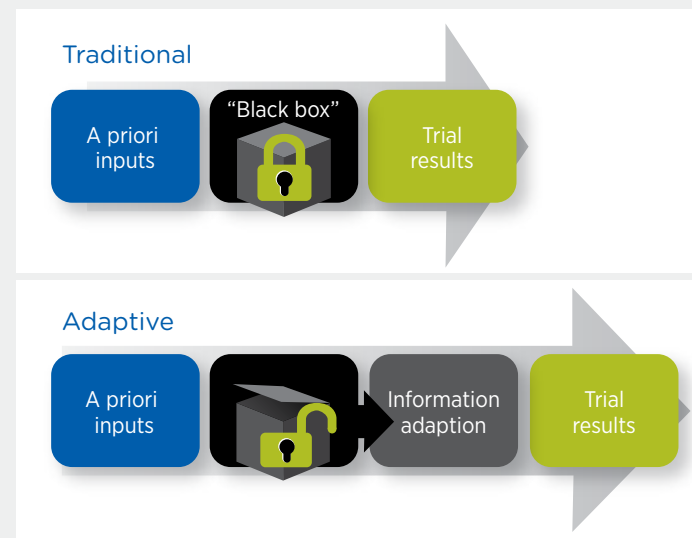 Traditional
A priori
inputs
“Black box”
Trial
results
Adaptive
A priori
inputs
Information
adaption
Trial
results